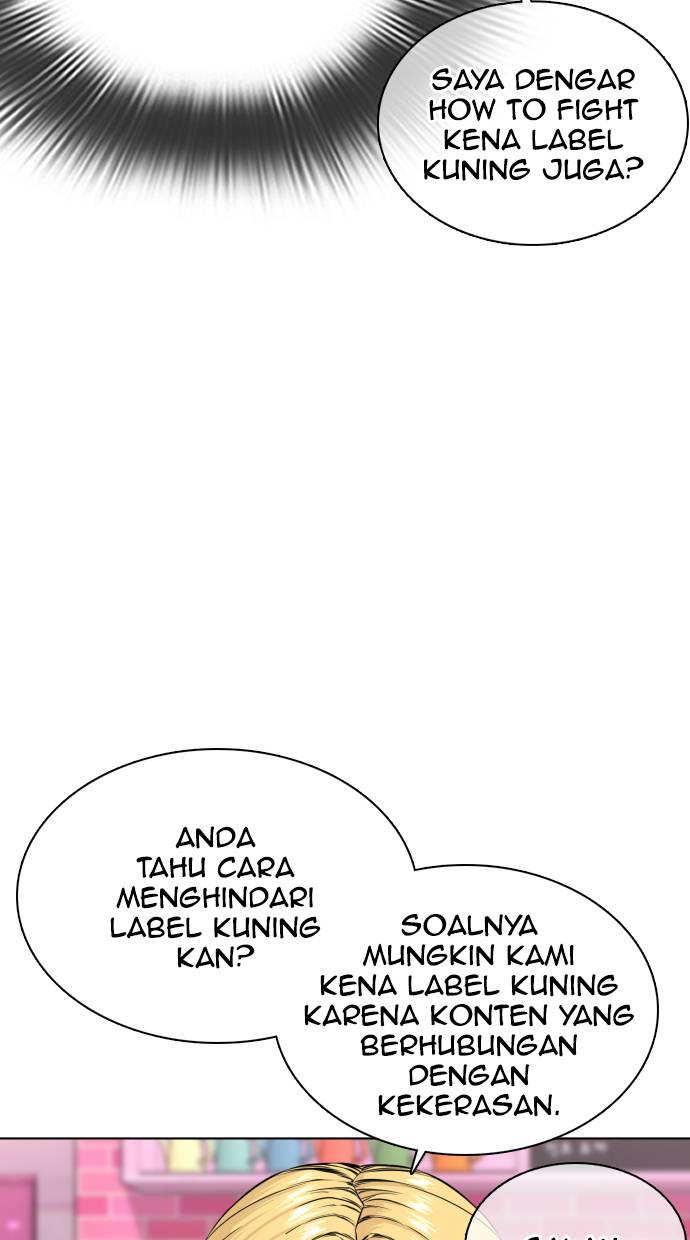 SAYA DENGAR
HOW TO FIGHT
KENA LABEL
KUNING JUGA?
ANDA
TAHU CARA
MENGHINDARI
LABEL KUNING
KAN?
SOALNYA
MUNGKIN KAMI
KENA LABEL KUNING
KARENA KONTEN YANG
BERHUBUNGAN
DENGAN
KEKERASAN.